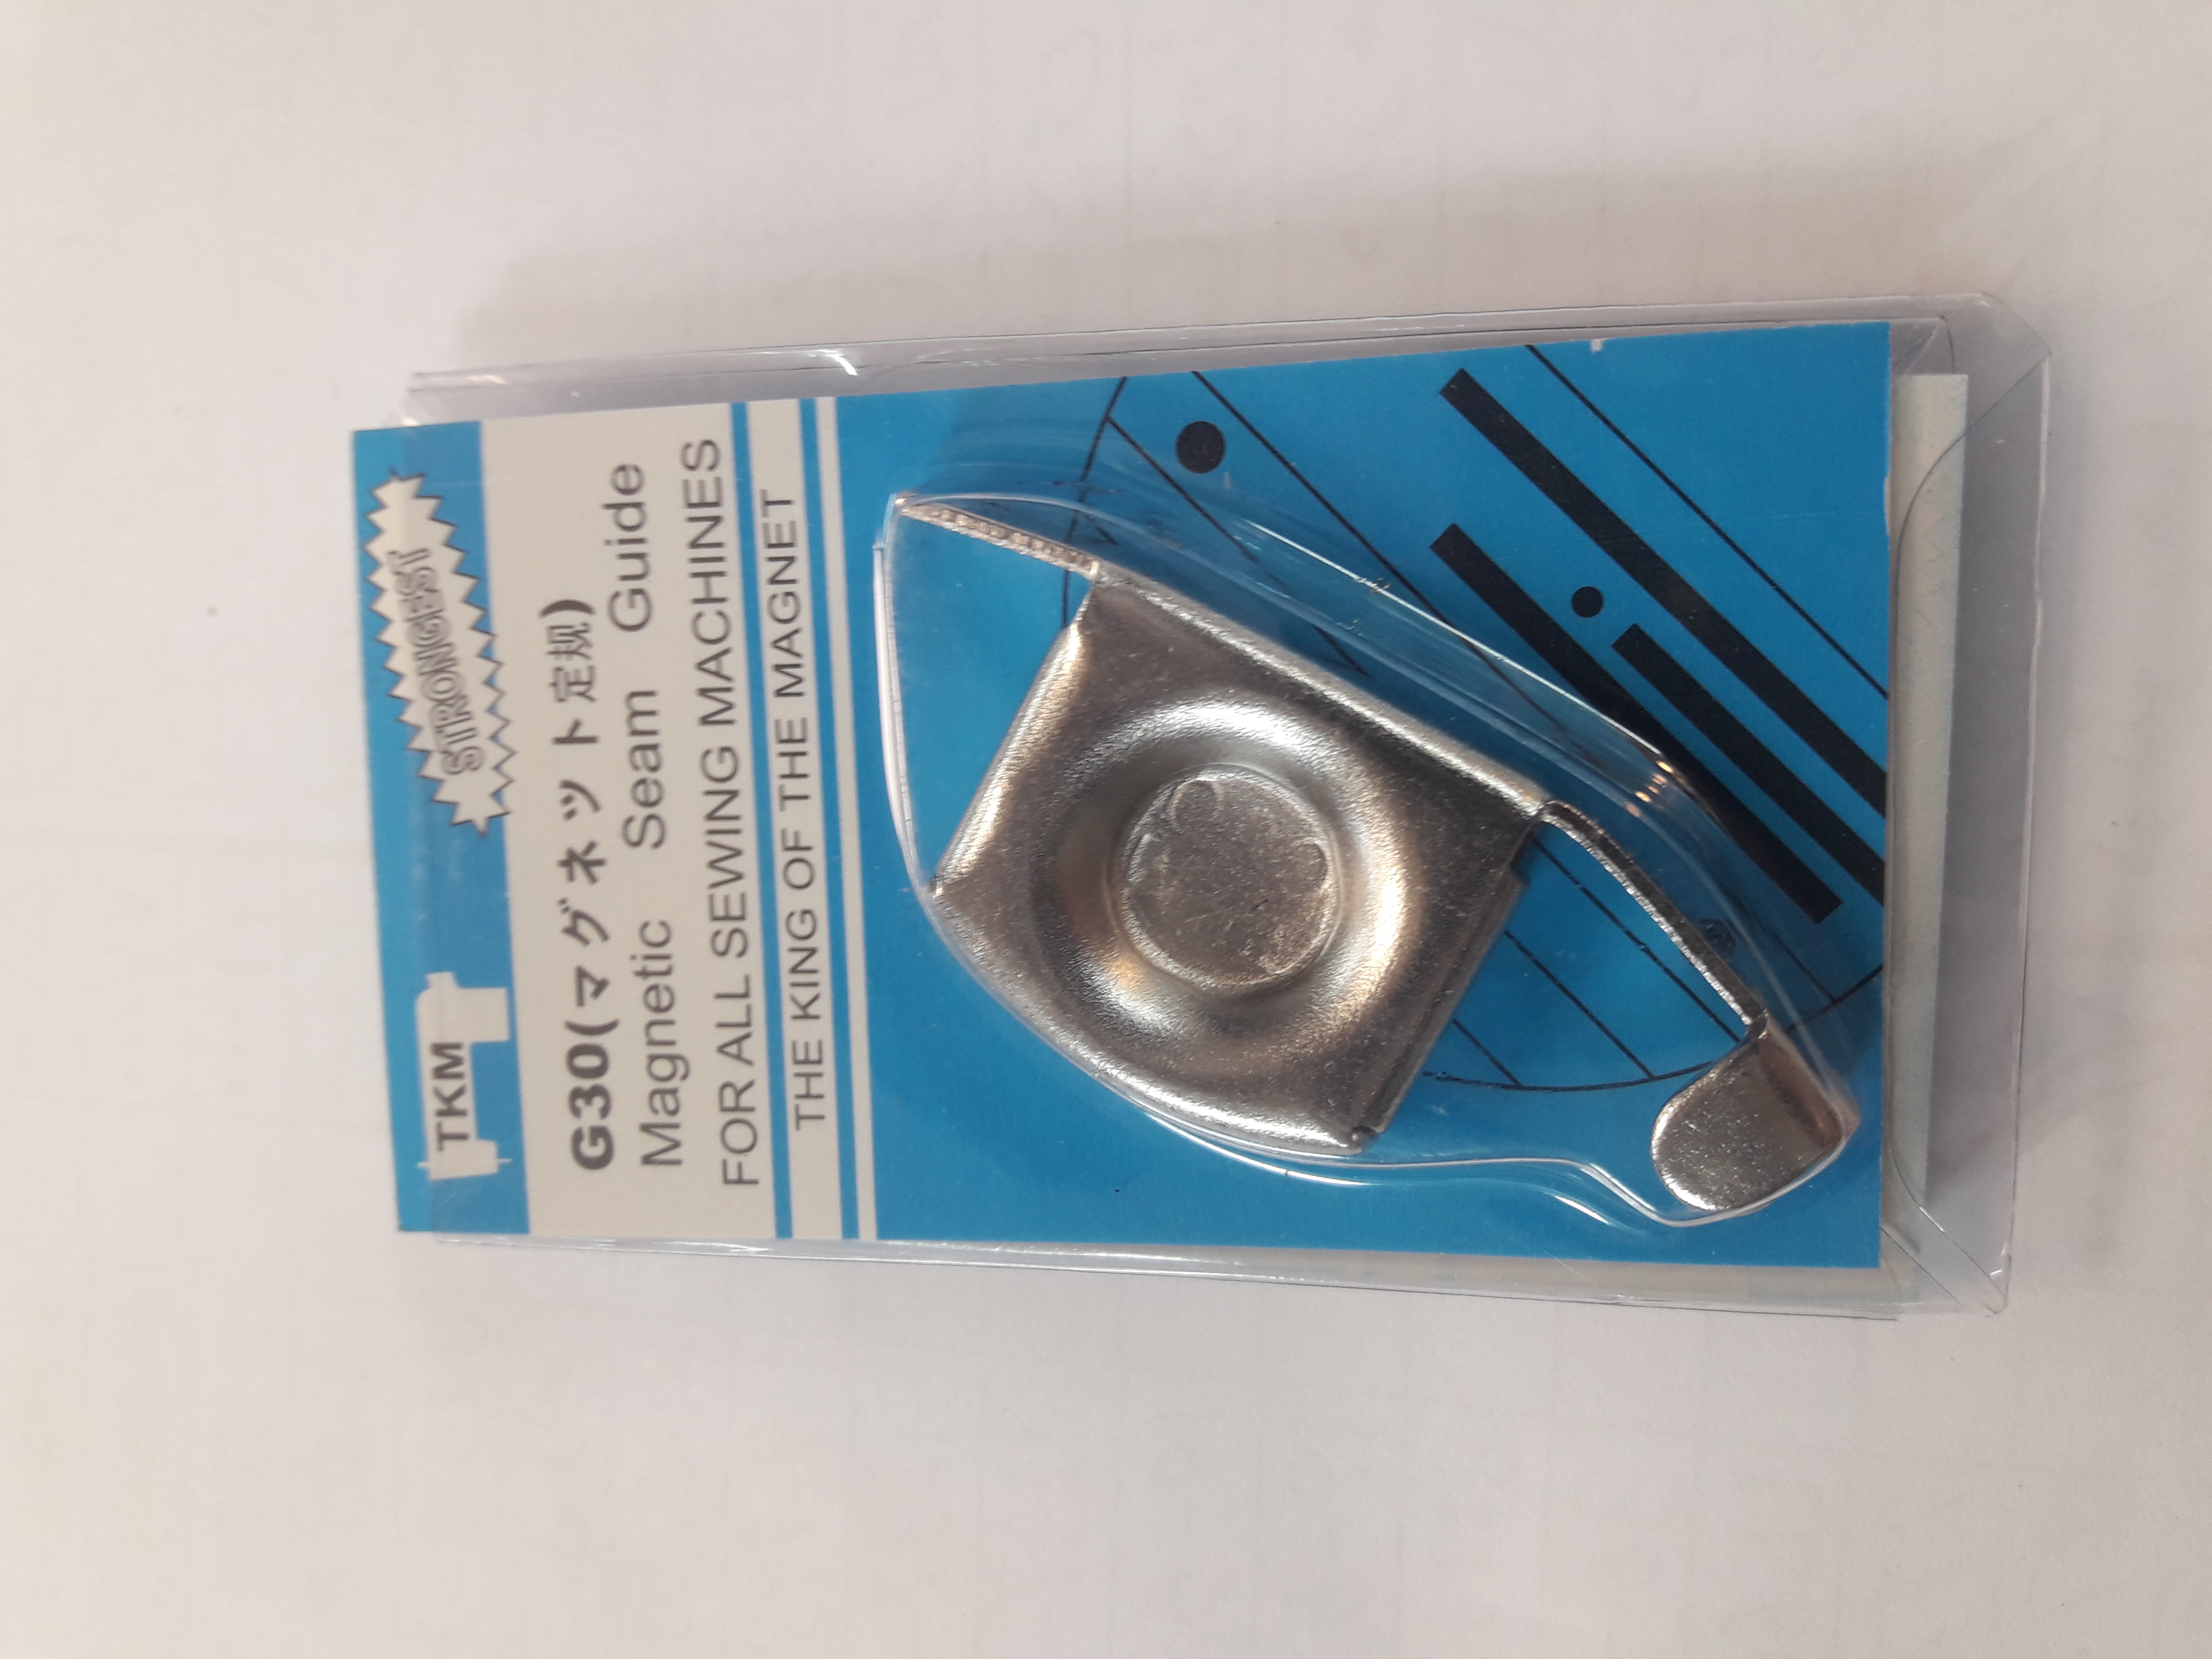 TKM
STRONGEST
G30(マグネット定规)
Magnetic Seam Guide
FOR ALL SEWING MACHINES
THE KING OF THE MAGNET